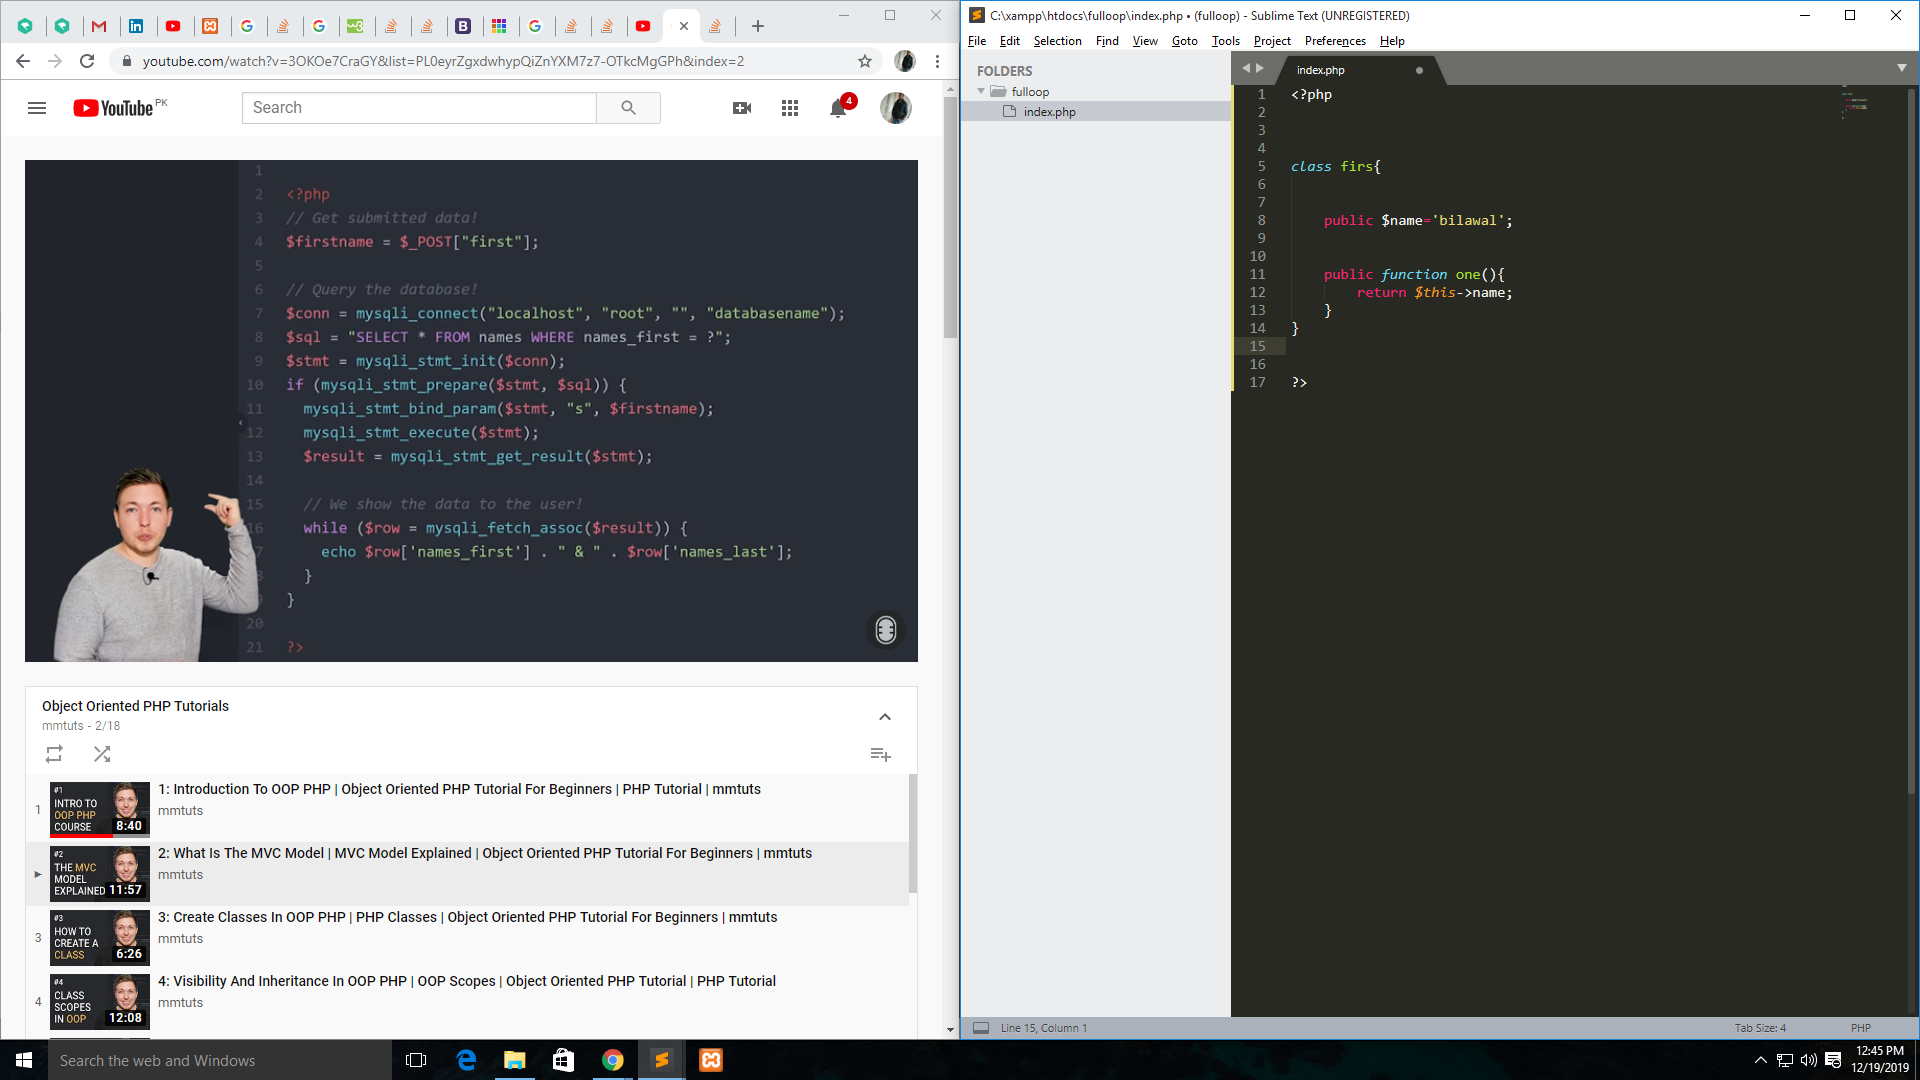 youtube.com/watch?v=3OKOe7CraGY&list=PL0eyrZgxdwhypQiZnYXM7z7-OTkcMgGPh&index=2
YouTube PK
Search
4
1
2 <?php
3 // Get submitted data!
4 $firstname = $_POST["first"];
5
6 // Query the database!
7 $conn = mysqli_connect("localhost", "root", "", "databasename");
8 $sql = "SELECT * FROM names WHERE names_first = ?";
9 $stmt = mysqli_stmt_init($conn);
10 if (mysqli_stmt_prepare($stmt, $sql)) {
11 mysqli_stmt_bind_param($stmt, "s", $firstname);
12 mysqli_stmt_execute($stmt);
13 $result = mysqli_stmt_get_result($stmt);
14
15 // We show the data to the user!
16 while ($row = mysqli_fetch_assoc($result)) {
7 echo $row['names_first'] . " & " . $row['names_last'];
}
}
20
21 ?>
Object Oriented PHP Tutorials
mmtuts - 2/18
1
#1
INTRO TO
OOP PHP
COURSE
8:40
1: Introduction To OOP PHP | Object Oriented PHP Tutorial For Beginners | PHP Tutorial | mmtuts
mmtuts
#2
THE MVC
MODEL
EXPLAINED
11:57
2: What Is The MVC Model | MVC Model Explained | Object Oriented PHP Tutorial For Beginners | mmtuts
mmtuts
3
#3
HOW TO
CREATE A
CLASS
6:26
3: Create Classes In OOP PHP | PHP Classes | Object Oriented PHP Tutorial For Beginners | mmtuts
mmtuts
4
#4
CLASS
SCOPES
IN OOP
12:08
4: Visibility And Inheritance In OOP PHP | OOP Scopes | Object Oriented PHP Tutorial | PHP Tutorial
mmtuts
C:\xampp\htdocs\fulloop\index.php • (fulloop) - Sublime Text (UNREGISTERED)
File Edit Selection Find View Goto Tools Project Preferences Help
FOLDERS
fulloop
index.php
index.php
1 <?php
2
3
4
5 class firs{
6
7
8 public $name='bilawal';
9
10
11 public function one(){
12 return $this->name;
13 }
14 }
15
16
17 ?>
Line 15, Column 1
Tab Size: 4
PHP
Search the web and Windows
12:45 PM
12/19/2019